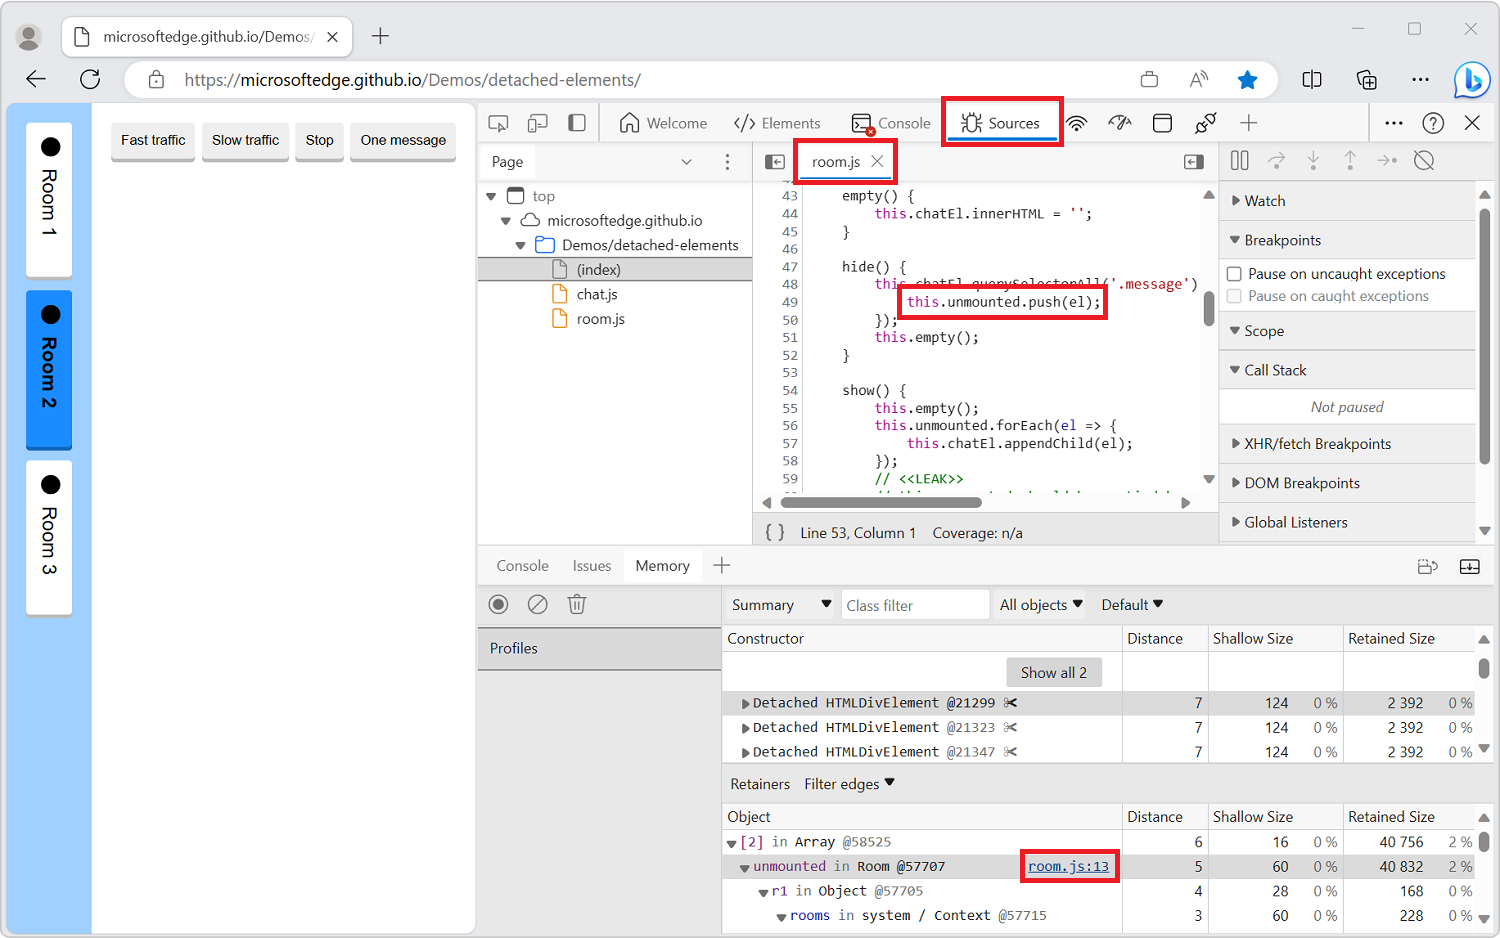 microsoftedge.github.io/Demos/
https://microsoftedge.github.io/Demos/detached-elements/
Room 1
Room 2
Room 3
Fast traffic
Slow traffic
Stop
One message
Welcome
Elements
Console
Sources
Page
room.js
top
microsoftedge.github.io
Demos/detached-elements
(index)
chat.js
room.js
43 empty() {
44 this.chatEl.innerHTML = '';
45 }
46
47 hide() {
48 this.chatEl.querySelectorAll('.message')
49 this.unmounted.push(el);
50 });
51 this.empty();
52 }
53
54 show() {
55 this.empty();
56 this.unmounted.forEach(el => {
57 this.chatEl.appendChild(el);
58 });
59 // <<LEAK>>
{ } Line 53, Column 1 Coverage: n/a
Watch
Breakpoints
Pause on uncaught exceptions
Pause on caught exceptions
Scope
Call Stack
Not paused
XHR/fetch Breakpoints
DOM Breakpoints
Global Listeners
Console Issues Memory
Profiles
Summary Class filter All objects Default
Constructor Distance Shallow Size Retained Size
Show all 2
Detached HTMLDivElement @21299 7 124 0 % 2 392 0 %
Detached HTMLDivElement @21323 7 124 0 % 2 392 0 %
Detached HTMLDivElement @21347 7 124 0 % 2 392 0 %
Retainers Filter edges
Object Distance Shallow Size Retained Size
[2] in Array @58525 6 16 0 % 40 756 2 %
unmounted in Room @57707 room.js:13 5 60 0 % 40 832 2 %
r1 in Object @57705 4 28 0 % 168 0 %
rooms in system / Context @57715 3 60 0 % 228 0 %